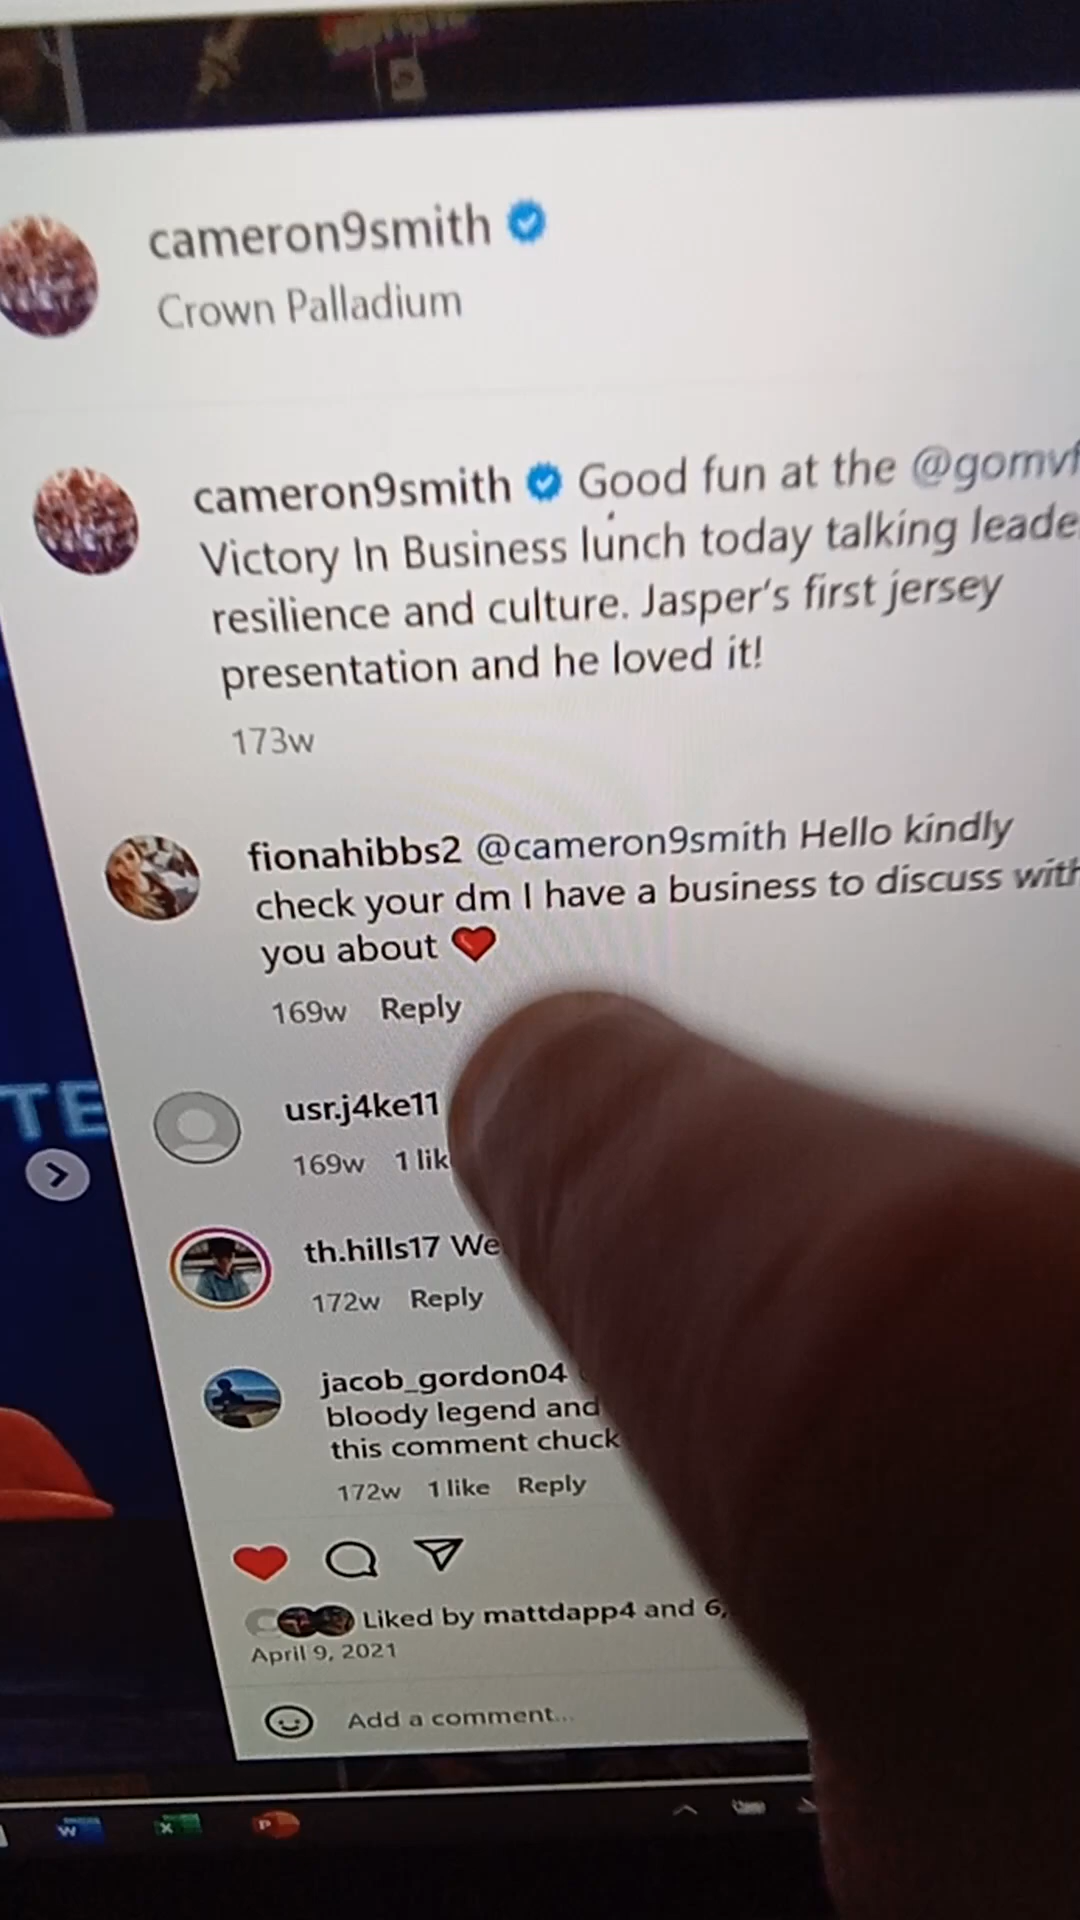 cameron9smith
Crown Palladium
cameron9smith Good fun at the
Victory In Business lunch today talking
resilience and culture. Jasper's first jersey
presentation and he loved it!
173w
fionahibbs2 @cameron9smith Hello kindly
check your dm I have a business to discuss with
you about ❤️
169w Reply
usr.j4ke11
169w 1
th.hills17
172w Reply
jacob_gordon04
bloody legend and
this comment chuck
172w 1 like Reply
TE
Liked by mattdapp4 and 6,
April 9, 2021
Add a comment...
W
X
P